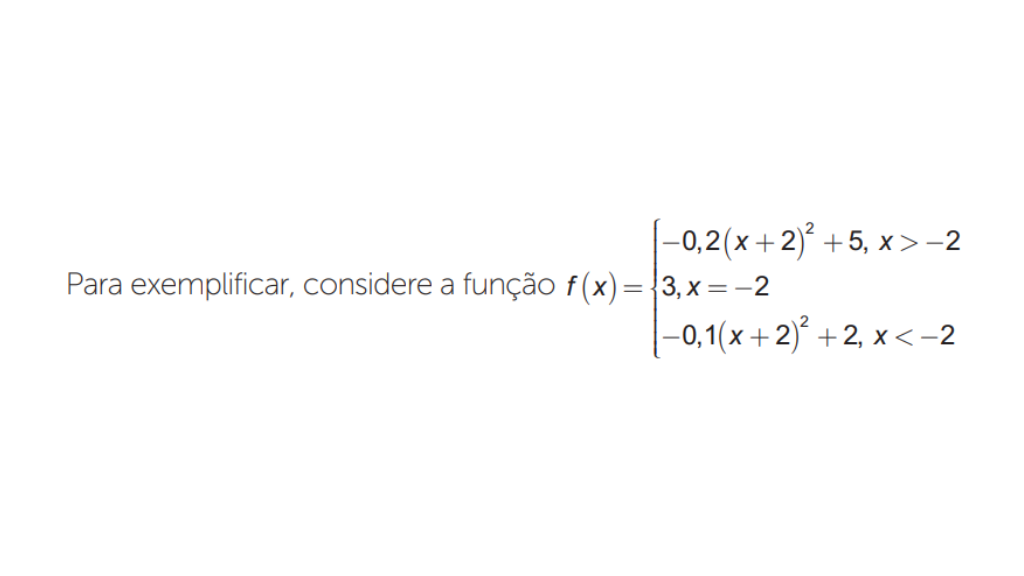 −0,2(x + 2)² + 5, x > −2
Para exemplificar, considere a função f(x) = { 3, x = −2
−0,1(x + 2)² + 2, x < −2